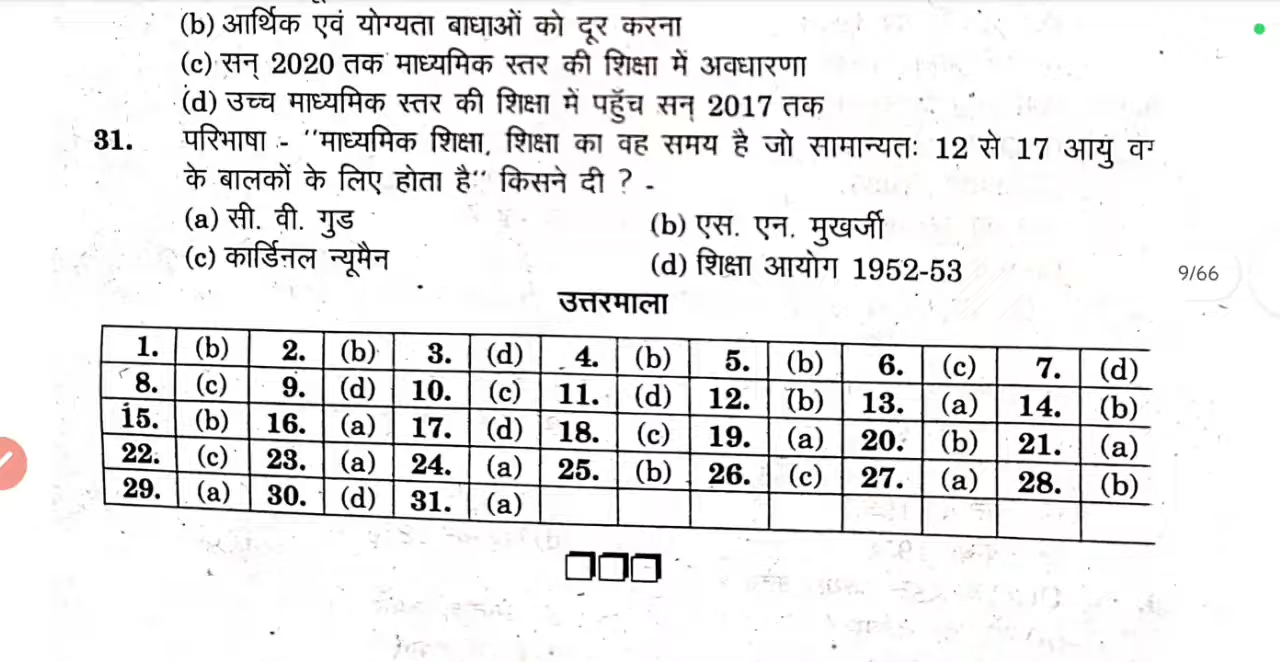 (b) आर्थिक एवं योग्यता बाधाओं को दूर करना
(c) सन् 2020 तक माध्यमिक स्तर की शिक्षा में अवधारणा
(d) उच्च माध्यमिक स्तर की शिक्षा में पहुँच सन् 2017 तक
31. परिभाषा - "माध्यमिक शिक्षा, शिक्षा का वह समय है जो सामान्यतः 12 से 17 आयु
के बालकों के लिए होता है" किसने दी ? -
(a) सी. वी. गुड (b) एस. एन. मुखर्जी
(c) कार्डिनल न्यूमैन (d) शिक्षा आयोग 1952-53
9/66
उत्तरमाला
1. (b) 2. (b) 3. (d) 4. (b) 5. (b) 6. (c) 7. (d)
8. (c) 9. (d) 10. (c) 11. (d) 12. (b) 13. (a) 14. (b)
15. (b) 16. (a) 17. (d) 18. (c) 19. (a) 20. (b) 21. (a)
22. (c) 23. (a) 24. (a) 25. (b) 26. (c) 27. (a) 28. (b)
29. (a) 30. (d) 31. (a)